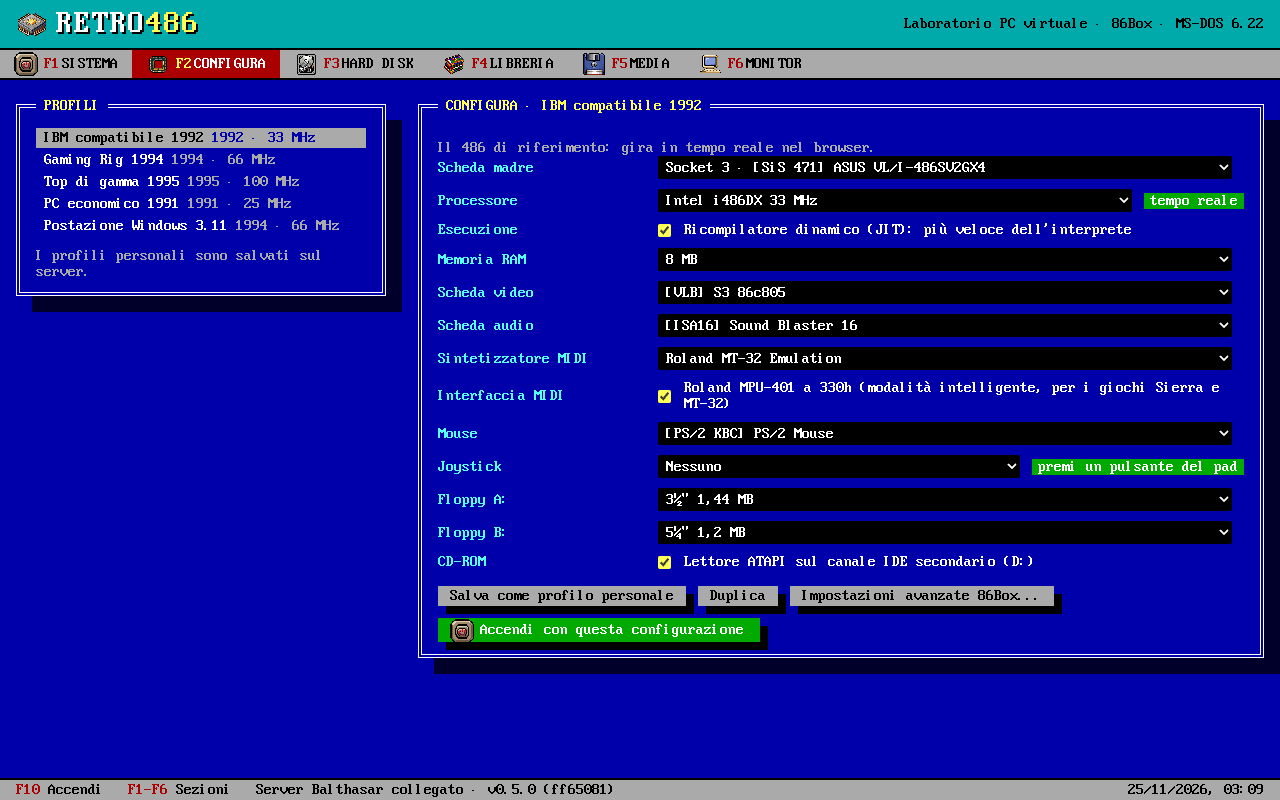 RETRO486
Laboratorio PC virtuale · 86Box · MS-DOS 6.22
F1 SISTEMA F2 CONFIGURA F3 HARD DISK F4 LIBRERIA F5 MEDIA F6 MONITOR
PROFILI
IBM compatibile 1992 1992 · 33 MHz
Gaming Rig 1994 1994 · 66 MHz
Top di gamma 1995 1995 · 100 MHz
PC economico 1991 1991 · 25 MHz
Postazione Windows 3.11 1994 · 66 MHz
I profili personali sono salvati sul
server.
CONFIGURA · IBM compatibile 1992
Il 486 di riferimento: gira in tempo reale nel browser.
Scheda madre Socket 3 - [SiS 471] ASUS VL/I-486SV2GX4
Processore Intel i486DX 33 MHz tempo reale
Esecuzione Ricompilatore dinamico (JIT): più veloce dell'interprete
Memoria RAM 8 MB
Scheda video [VLB] S3 86c805
Scheda audio [ISA16] Sound Blaster 16
Sintetizzatore MIDI Roland MT-32 Emulation
Interfaccia MIDI Roland MPU-401 a 330h (modalità intelligente, per i giochi Sierra e
MT-32)
Mouse [PS/2 KBC] PS/2 Mouse
Joystick Nessuno premi un pulsante del pad
Floppy A: 3½" 1,44 MB
Floppy B: 5¼" 1,2 MB
CD-ROM Lettore ATAPI sul canale IDE secondario (D:)
Salva come profilo personale Duplica Impostazioni avanzate 86Box...
Accendi con questa configurazione
F10 Accendi F1-F6 Sezioni Server Balthasar collegato · v0.5.0 (ff65081) 25/11/2026, 03:09